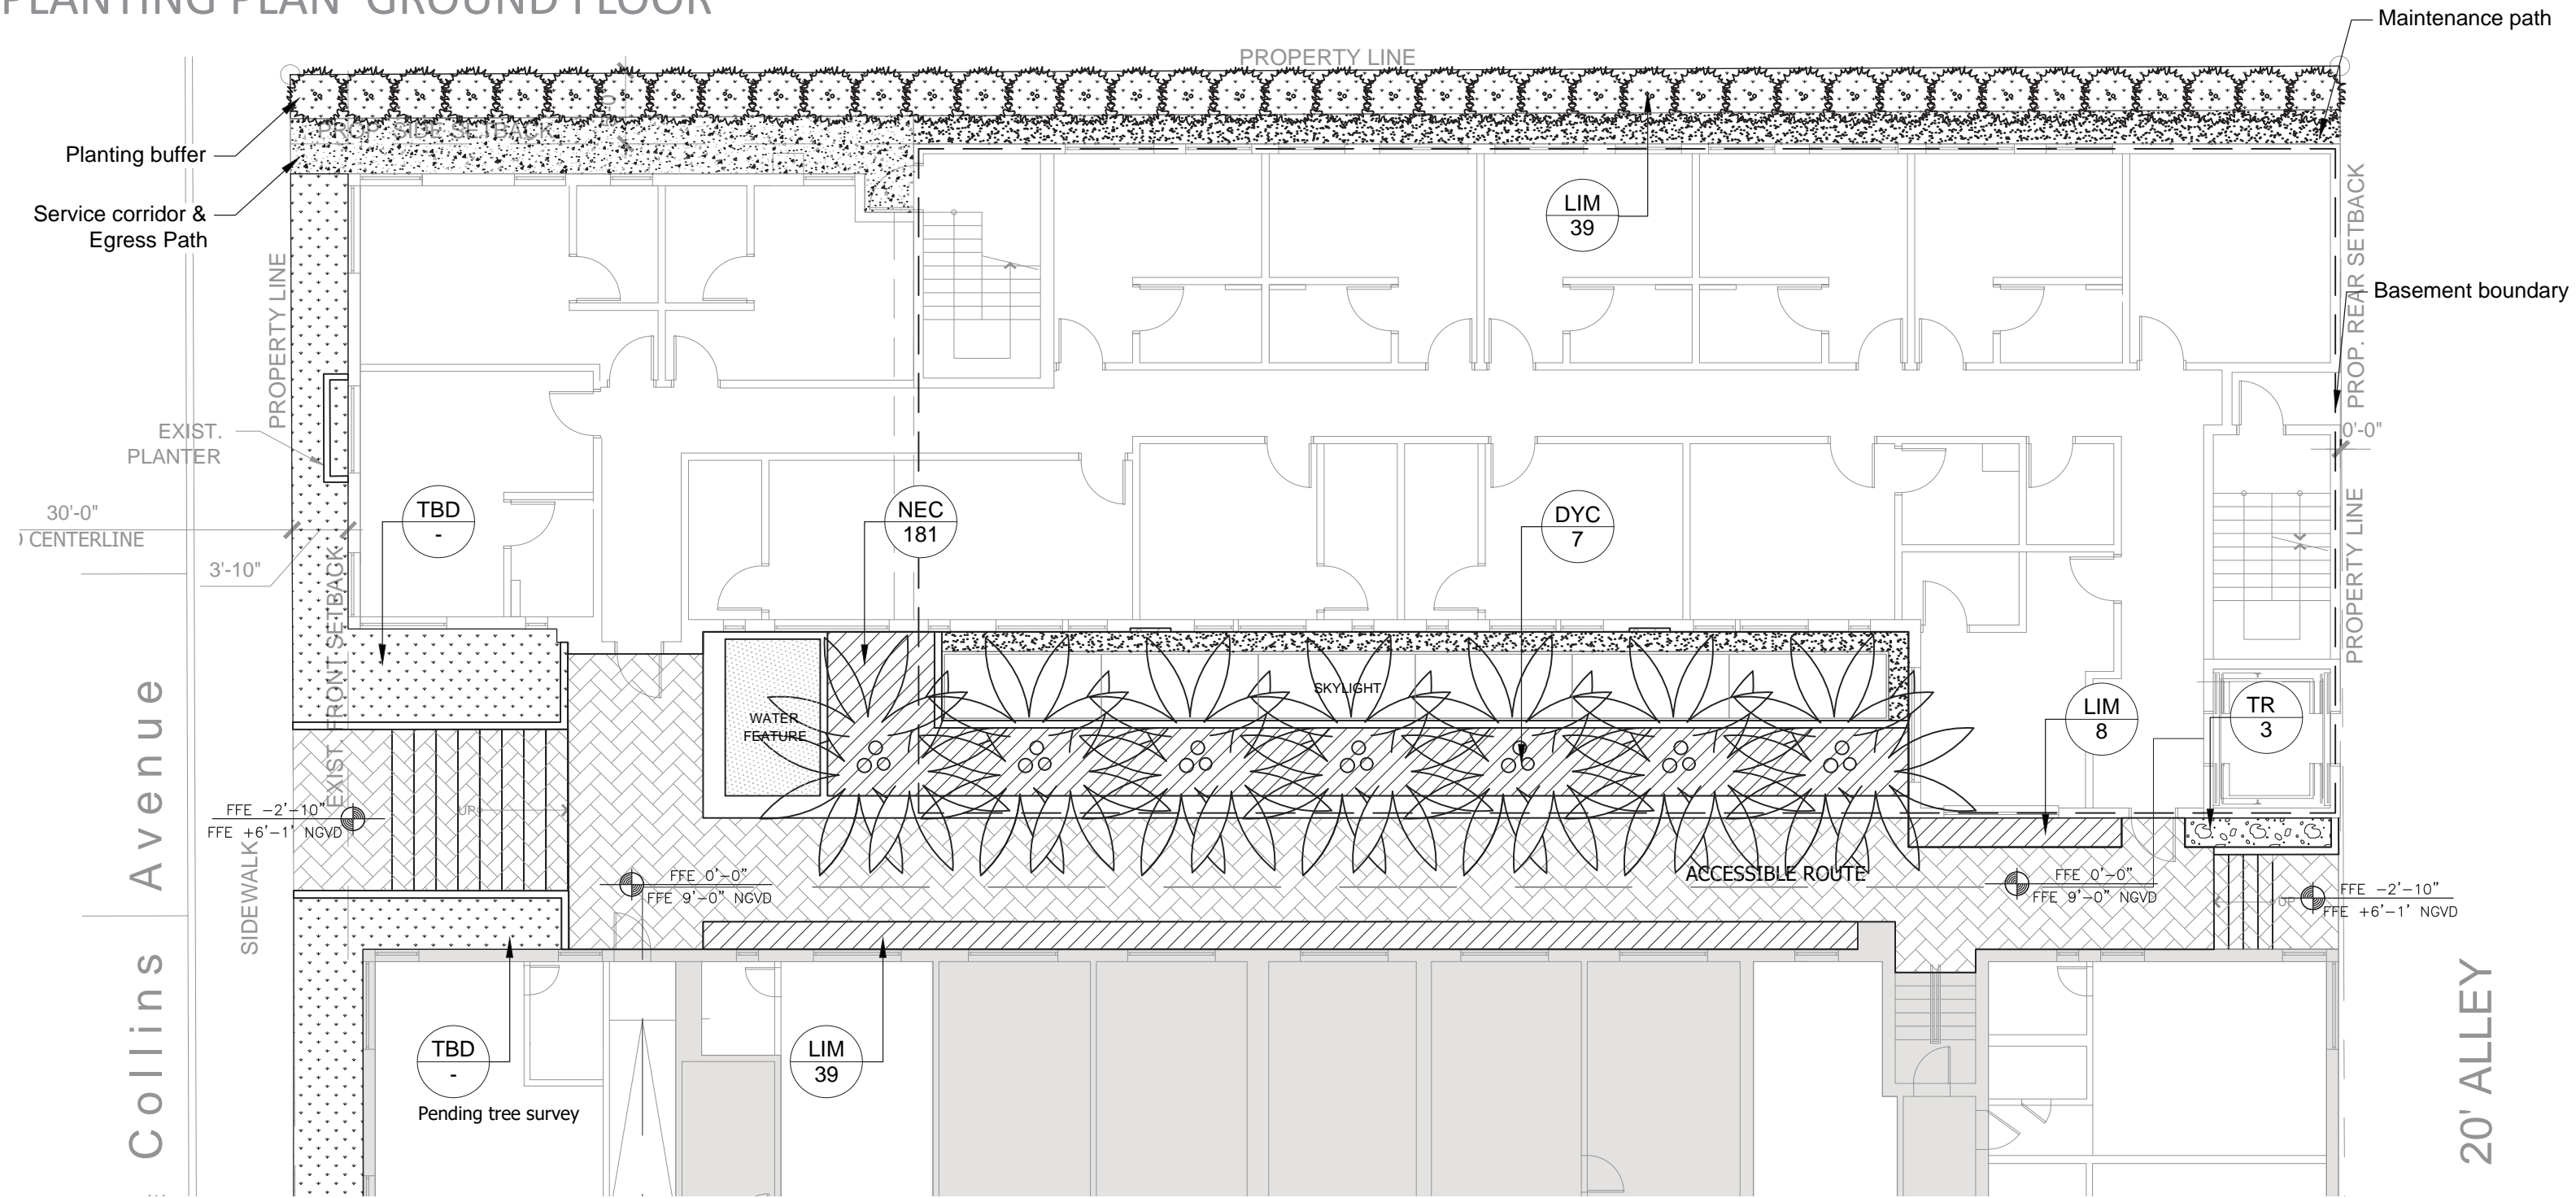 PLANTING PLAN GROUND FLOOR
Maintenance path
PROPERTY LINE
PROP. SIDE SETBACK
Planting buffer
Service corridor &
Egress Path
LIM
39
PROP. REAR SETBACK
PROPERTY LINE
Basement boundary
EXIST.
PLANTER
0'-0"
30'-0"
CENTERLINE
3'-10"
TBD
-
NEC
181
DYC
7
PROPERTY LINE
EXIST. FRONT SETBACK
SKYLIGHT
WATER
FEATURE
LIM
8
TR
3
Collins Avenue
UP
FFE -2'-10"
FFE +6'-1' NGVD
SIDEWALK
FFE 0'-0"
FFE 9'-0" NGVD
ACCESSIBLE ROUTE
FFE 0'-0"
FFE 9'-0" NGVD
UP
FFE -2'-10"
FFE +6'-1' NGVD
TBD
-
Pending tree survey
LIM
39
20' ALLEY